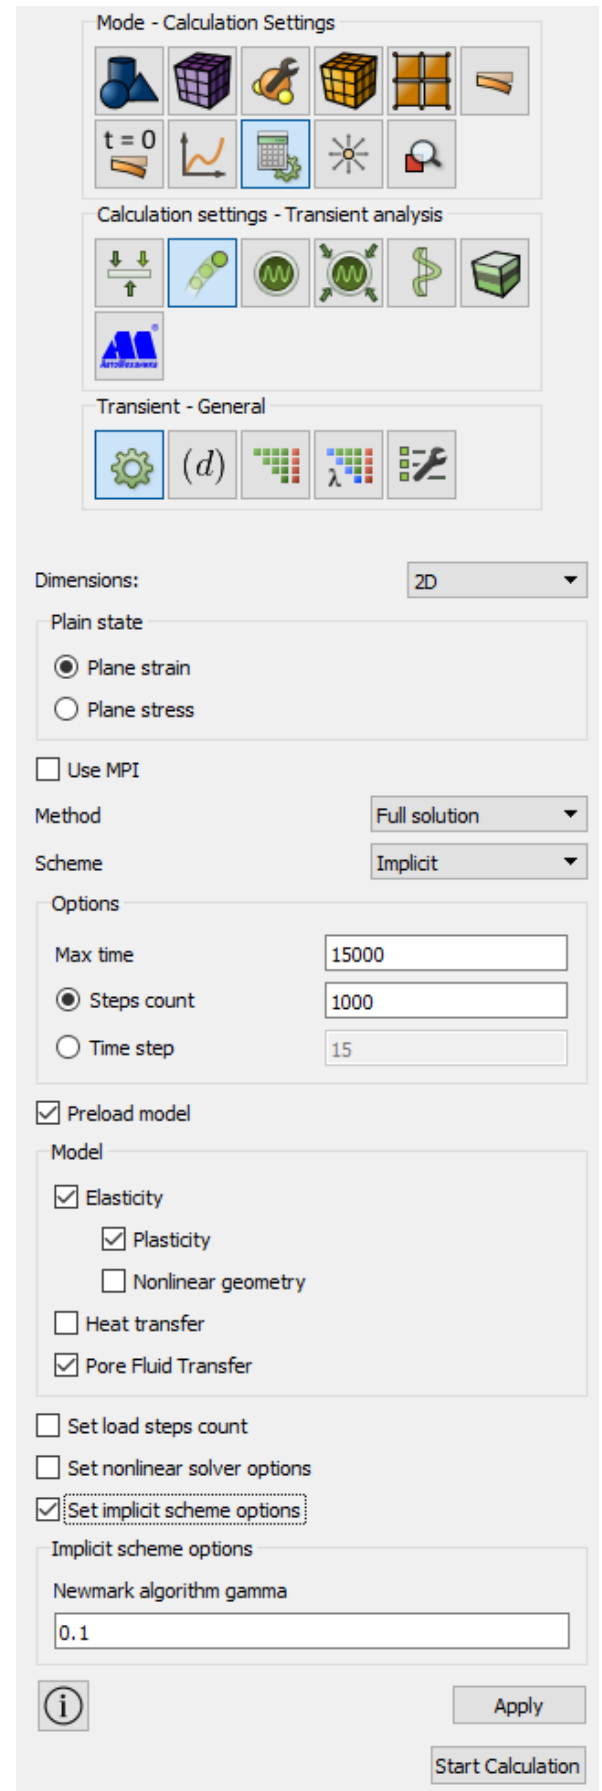 Mode - Calculation Settings
t = 0
Calculation settings - Transient analysis
АвтоМеханика
Transient - General
(d)
λ
Dimensions: 2D
Plain state
Plane strain
Plane stress
Use MPI
Method Full solution
Scheme Implicit
Options
Max time 15000
Steps count 1000
Time step 15
Preload model
Model
Elasticity
Plasticity
Nonlinear geometry
Heat transfer
Pore Fluid Transfer
Set load steps count
Set nonlinear solver options
Set implicit scheme options
Implicit scheme options
Newmark algorithm gamma
0.1
Apply
Start Calculation